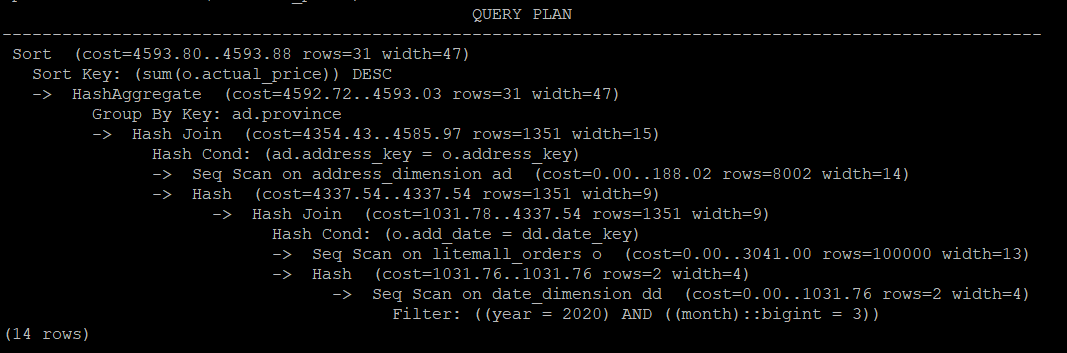 QUERY PLAN
--------------------------------------------------------------------------------------------------------
Sort  (cost=4593.80..4593.88 rows=31 width=47)
  Sort Key: (sum(o.actual_price)) DESC
  ->  HashAggregate  (cost=4592.72..4593.03 rows=31 width=47)
        Group By Key: ad.province
        ->  Hash Join  (cost=4354.43..4585.97 rows=1351 width=15)
              Hash Cond: (ad.address_key = o.address_key)
              ->  Seq Scan on address_dimension ad  (cost=0.00..188.02 rows=8002 width=14)
              ->  Hash  (cost=4337.54..4337.54 rows=1351 width=9)
                    ->  Hash Join  (cost=1031.78..4337.54 rows=1351 width=9)
                          Hash Cond: (o.add_date = dd.date_key)
                          ->  Seq Scan on litemall_orders o  (cost=0.00..3041.00 rows=100000 width=13)
                          ->  Hash  (cost=1031.76..1031.76 rows=2 width=4)
                                ->  Seq Scan on date_dimension dd  (cost=0.00..1031.76 rows=2 width=4)
                                      Filter: ((year = 2020) AND ((month)::bigint = 3))
(14 rows)